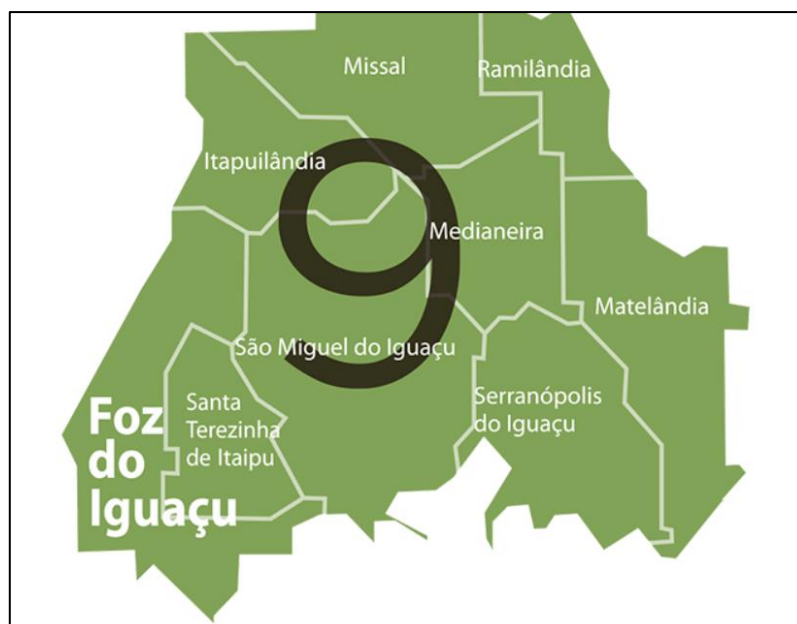 Missal
Ramilândia
Itapuilândia
9
Medianeira
Matelândia
São Miguel do Iguaçu
Santa
Terezinha
de Itaipu
Serranópolis
do Iguaçu
Foz
do
Iguaçu